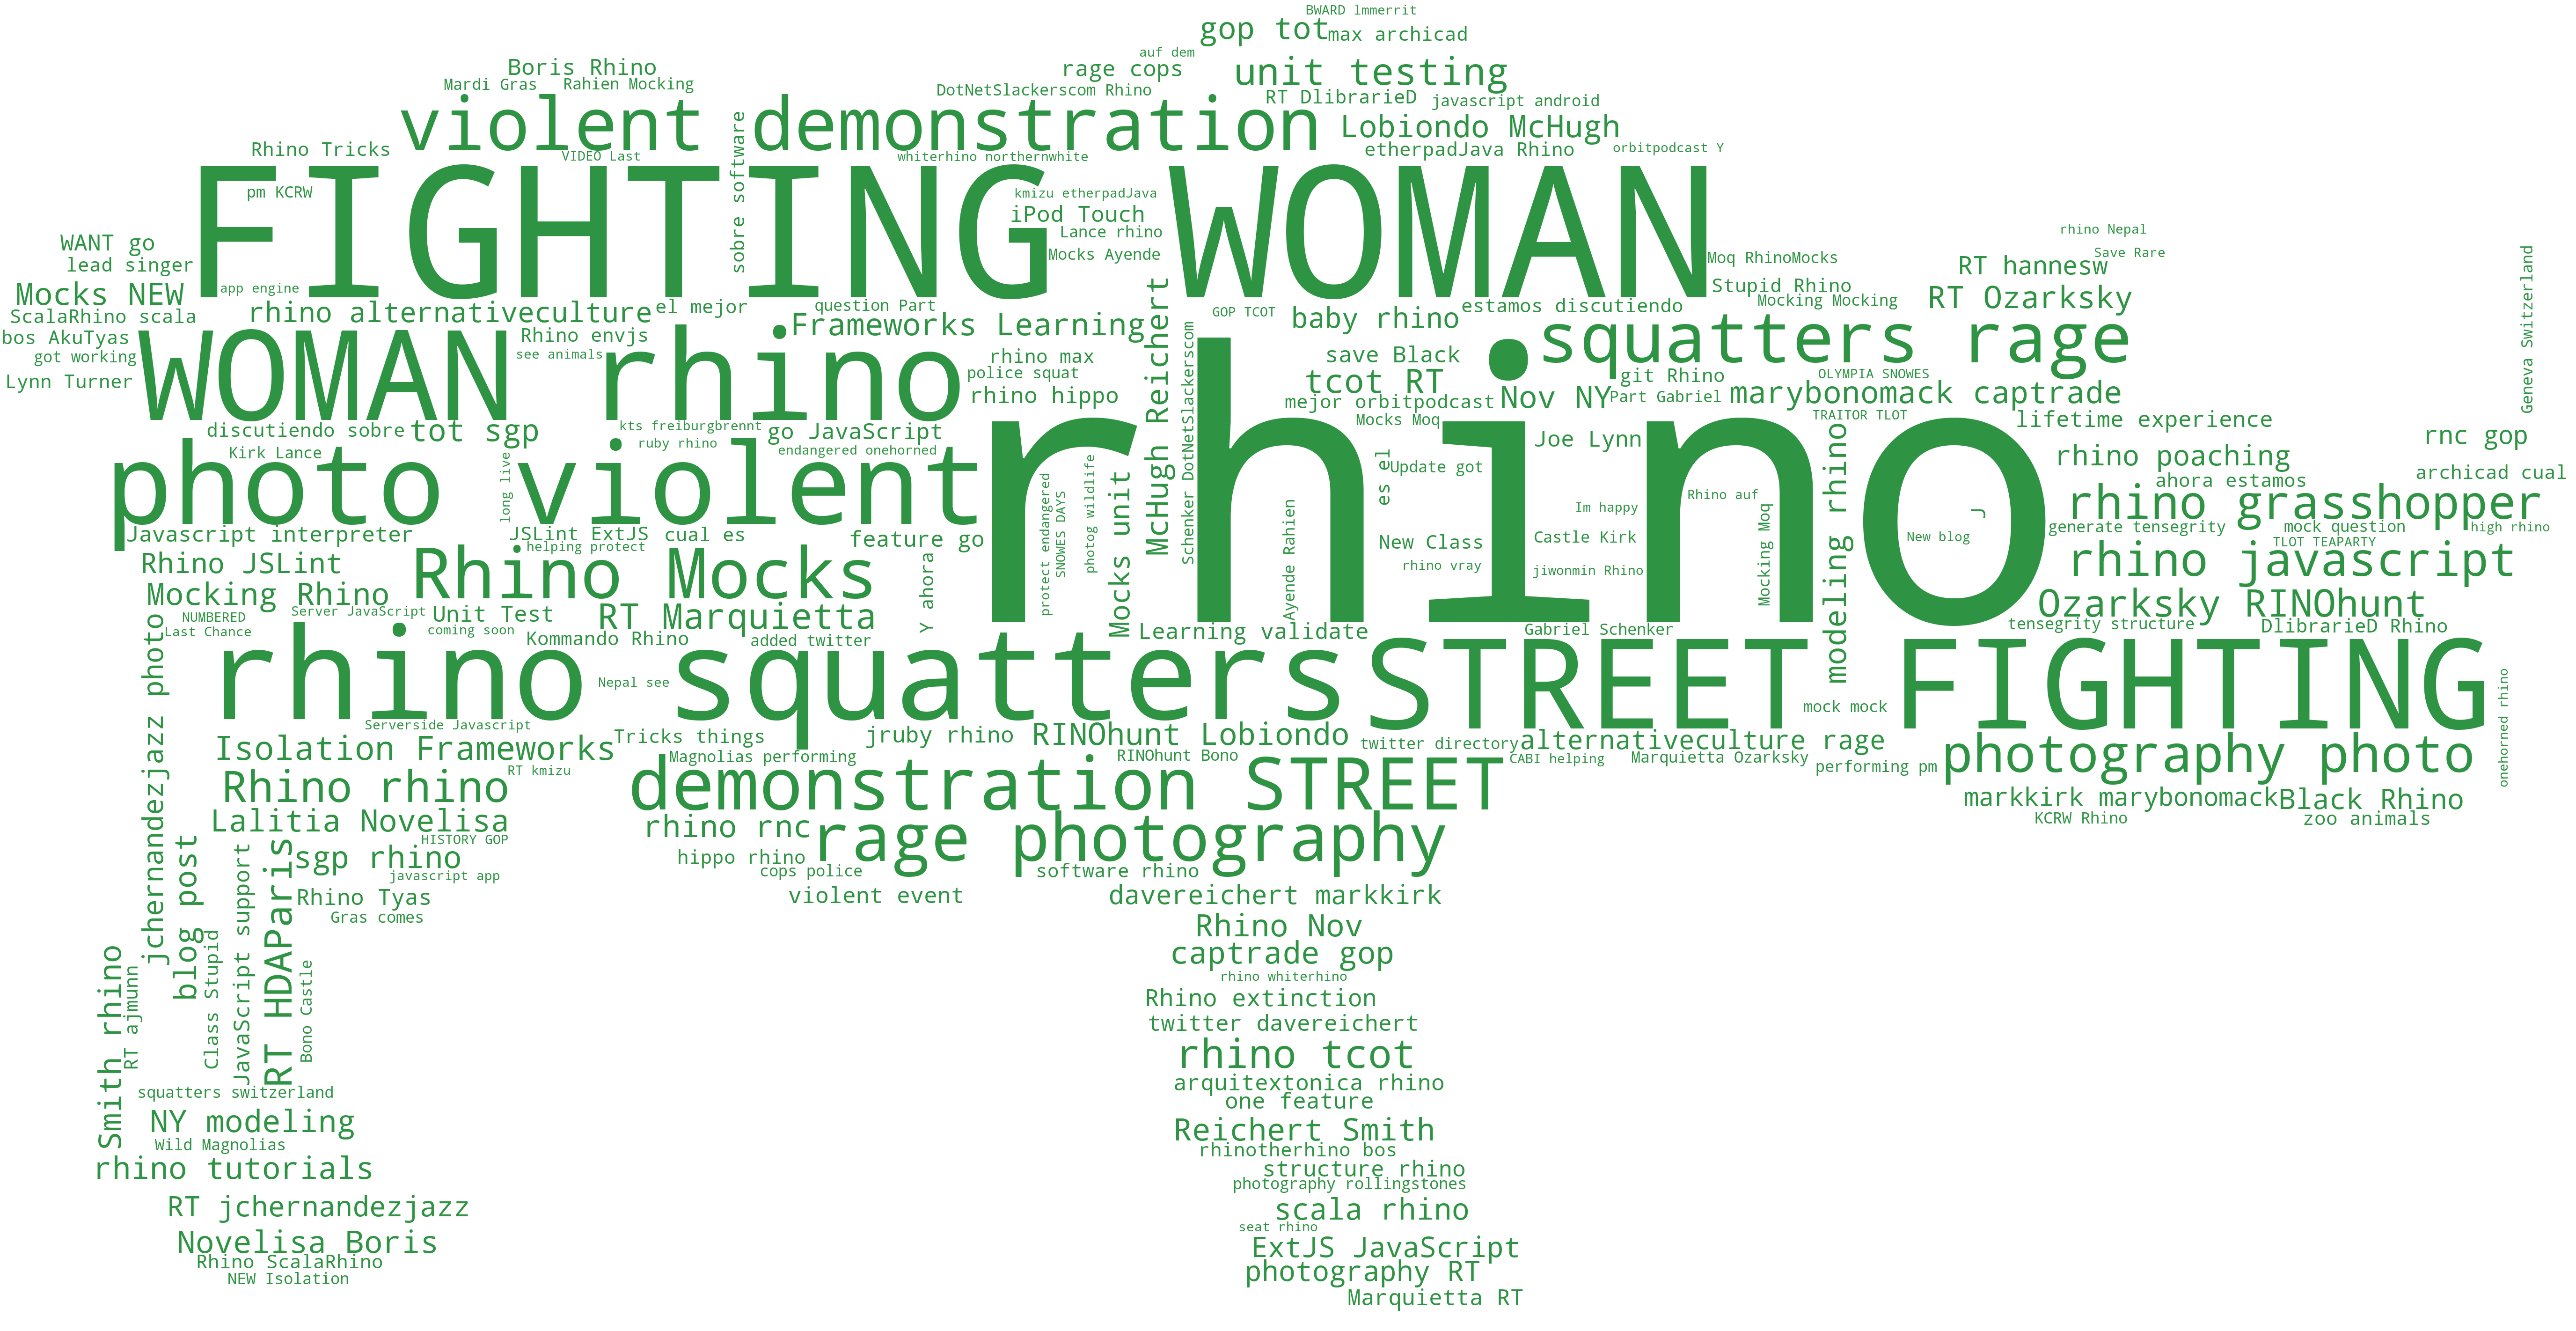 BWARD lmmerrit
gop tot
max archicad
auf dem
Boris Rhino
rage cops
unit testing
Mardi Gras
Rahien Mocking
DotNetSlackerscom Rhino
RT DlibrarieD
javascript android
violent demonstration
Lobiondo McHugh
Rhino Tricks
VIDEO Last
sobre software
whiterhino northernwhite
etherpadJava Rhino
orbitpodcast Y
FIGHTING WOMAN
pm KCRW
kmizu etherpadJava
iPod Touch
Lance rhino
Mocks Ayende
rhino Nepal
Save Rare
WANT go
lead singer
Moq RhinoMocks
RT hannesw
Geneva Switzerland
app engine
Mocks NEW
Stupid Rhino
Mocking Mocking
RT Ozarksky
ScalaRhino scala
rhino alternativeculture
el mejor
question Part
GOP TCOT
estamos discutiendo
bos AkuTyas
Rhino envjs
Frameworks Learning
baby rhino
squatters rage
got working
see animals
rhino max
save Black
Lynn Turner
WOMAN rhino
police squat
tcot RT
git Rhino
OLYMPIA SNOWES
rhino hippo
mejor orbitpodcast
Nov NY
Part Gabriel
marybonomack captrade
McHugh Reichert
Schenker DotNetSlackerscom
Mocks Moq
TRAITOR TLOT
lifetime experience
discutiendo sobre
tot sgp
kts freiburgbrennt
go JavaScript
rhino
Joe Lynn
rnc gop
ruby rhino
endangered onehorned
Kirk Lance
es el
Update got
modeling rhino
rhino poaching
archicad cual
photo violent
long live
protect endangered
SNOWES DAYS
photog wildlife
Mocks unit
Ayende Rahien
Rhino auf
Mocking Moq
ahora estamos
rhino grasshopper
Im happy
J
Javascript interpreter
JSLint ExtJS
cual es
feature go
New Class
Castle Kirk
New blog
generate tensegrity
mock question
high rhino
helping protect
TLOT TEAPARTY
Rhino JSLint
Rhino Mocks
Y ahora
rhino vray
jiwonmin Rhino
rhino javascript
Mocking Rhino
Server JavaScript
Unit Test
RT Marquietta
Ozarksky RINOhunt
NUMBERED
Last Chance
coming soon
Kommando Rhino
added twitter
Learning validate
Gabriel Schenker
tensegrity structure
DlibrarieD Rhino
jchernandezjazz photo
rhino squatters
Nepal see
STREET FIGHTING
onehorned rhino
mock mock
Serverside Javascript
Tricks things
jruby rhino
RINOhunt Lobiondo
twitter directory
alternativeculture rage
Isolation Frameworks
Magnolias performing
RINOhunt Bono
CABI helping
Marquietta Ozarksky
performing pm
photography photo
RT kmizu
Rhino rhino
demonstration STREET
markkirk marybonomack
Black Rhino
Lalitia Novelisa
rhino rnc
rage photography
KCRW Rhino
zoo animals
HISTORY GOP
blog post
JavaScript support
RT HDAParis
sgp rhino
hippo rhino
cops police
software rhino
javascript app
Rhino Tyas
violent event
davereichert markkirk
Gras comes
Rhino Nov
Smith rhino
RT ajmunn
Class Stupid
Bono Castle
captrade gop
rhino whiterhino
Rhino extinction
twitter davereichert
rhino tcot
squatters switzerland
arquitextonica rhino
one feature
NY modeling
Reichert Smith
Wild Magnolias
rhinotherhino bos
rhino tutorials
structure rhino
photography rollingstones
RT jchernandezjazz
scala rhino
seat rhino
Novelisa Boris
ExtJS JavaScript
Rhino ScalaRhino
photography RT
NEW Isolation
Marquietta RT